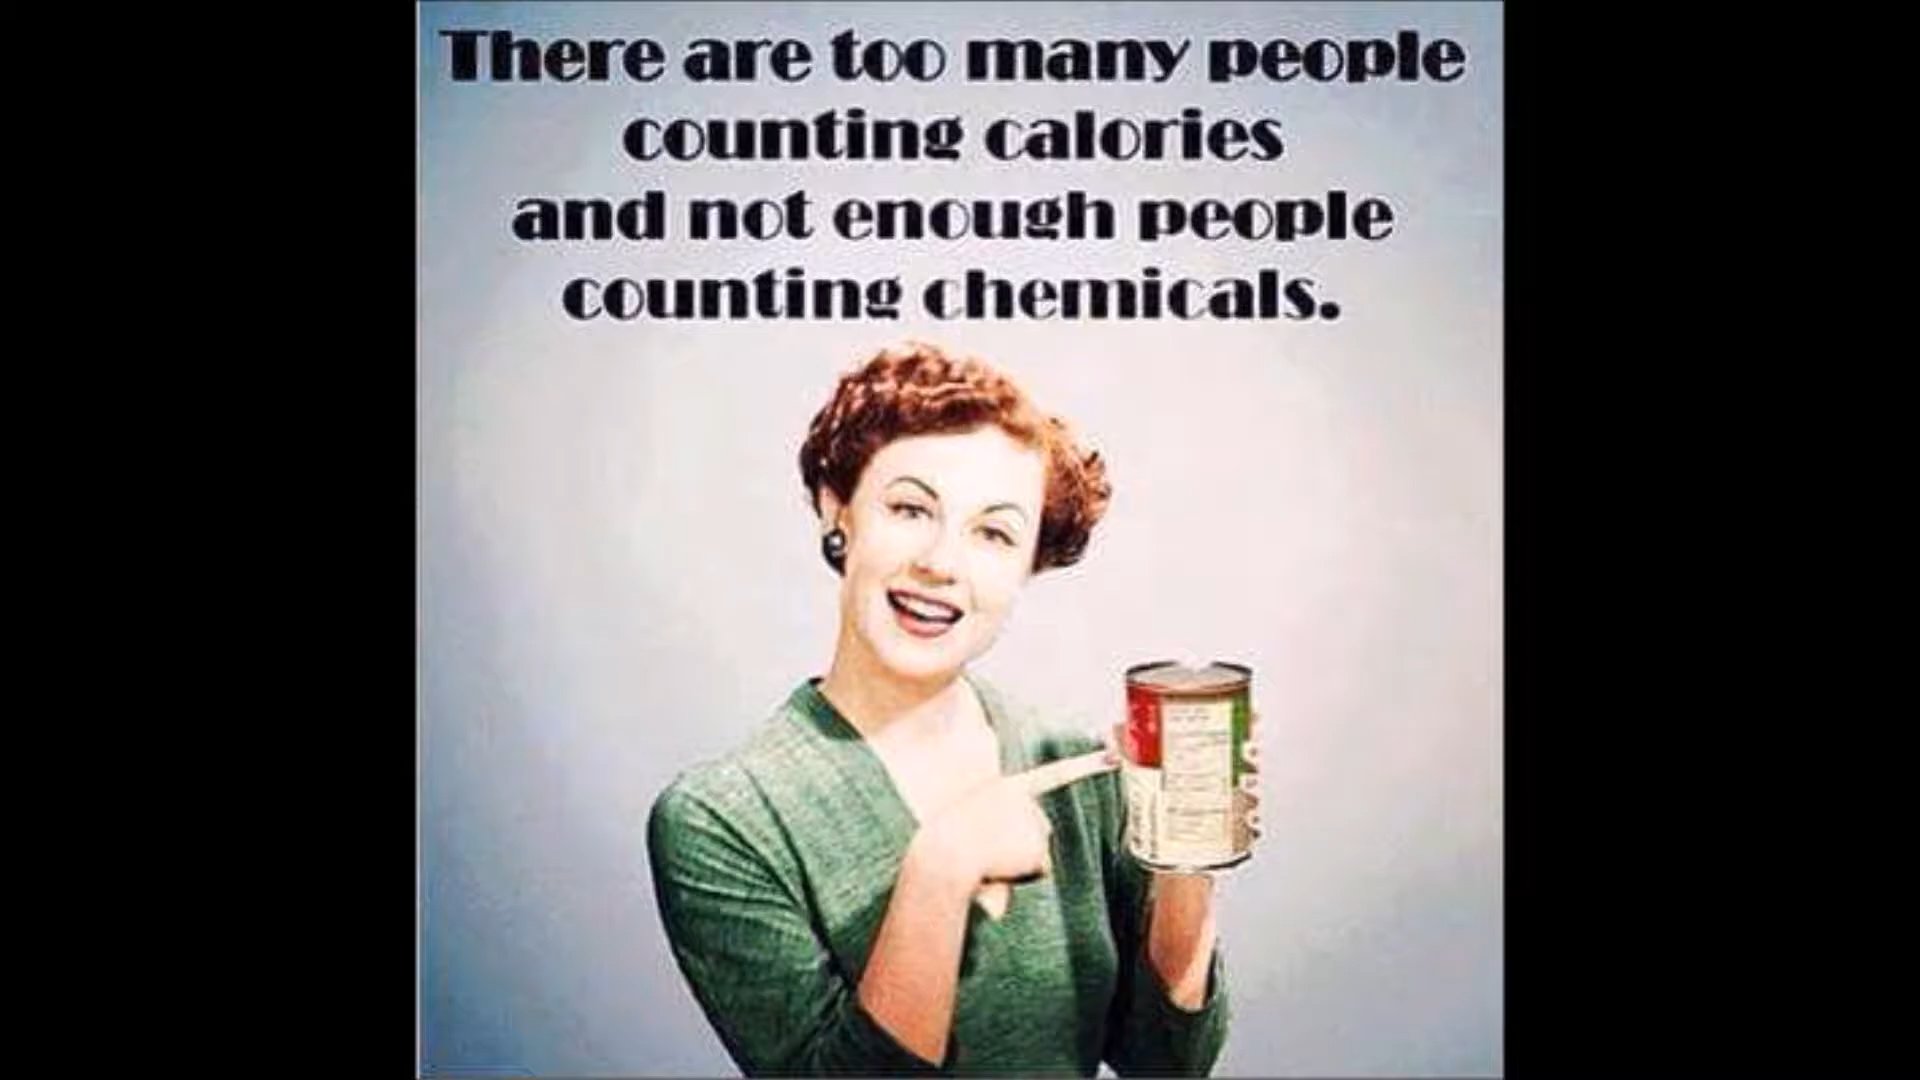 There are too many people
counting calories
and not enough people
counting chemicals.